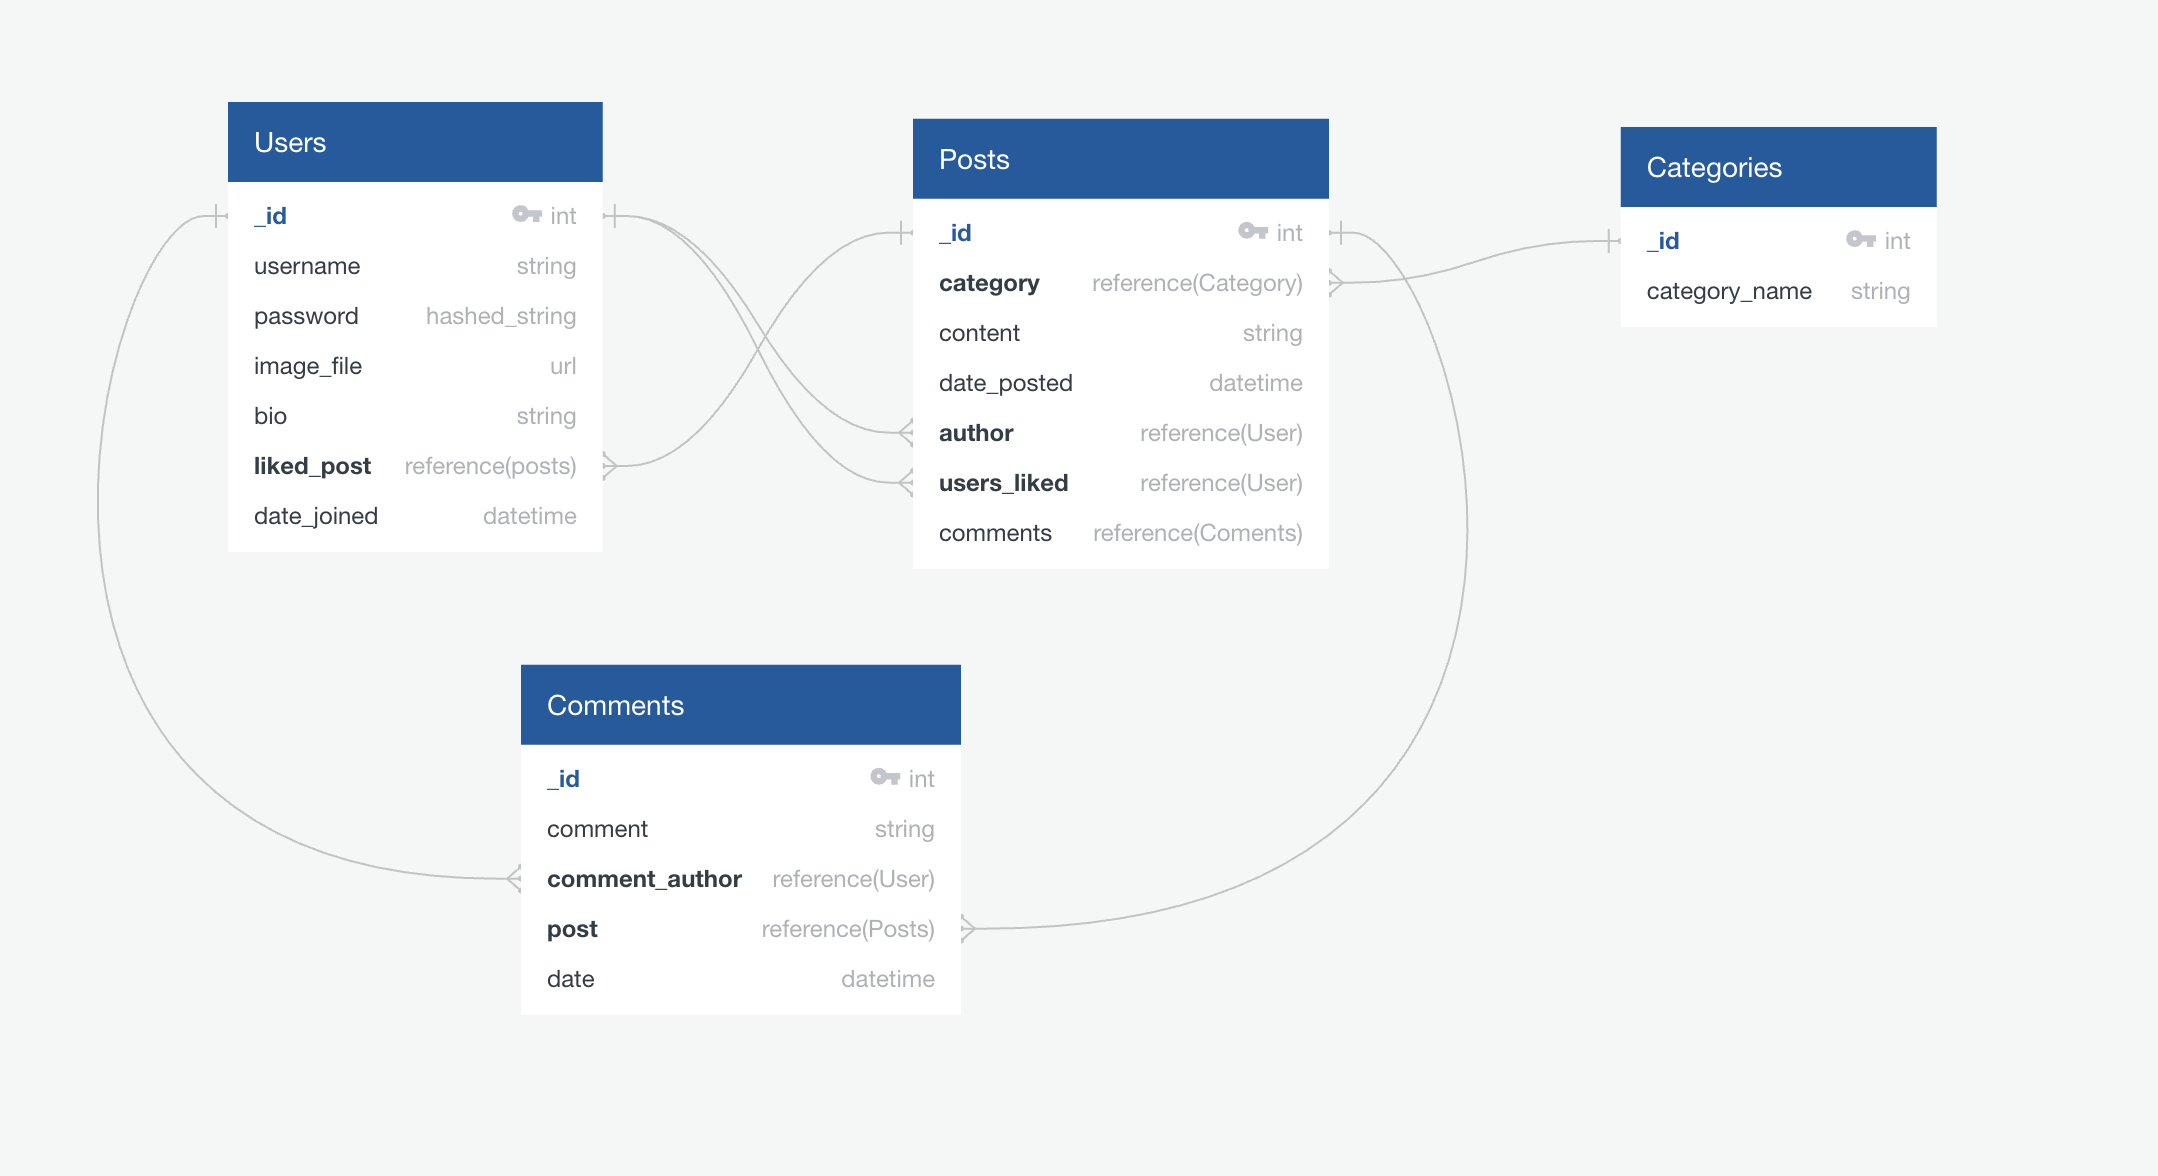 Users
_id int
username string
password hashed_string
image_file url
bio string
liked_post reference(posts)
date_joined datetime
Posts
_id int
category reference(Category)
content string
date_posted datetime
author reference(User)
users_liked reference(User)
comments reference(Coments)
Categories
_id int
category_name string
Comments
_id int
comment string
comment_author reference(User)
post reference(Posts)
date datetime